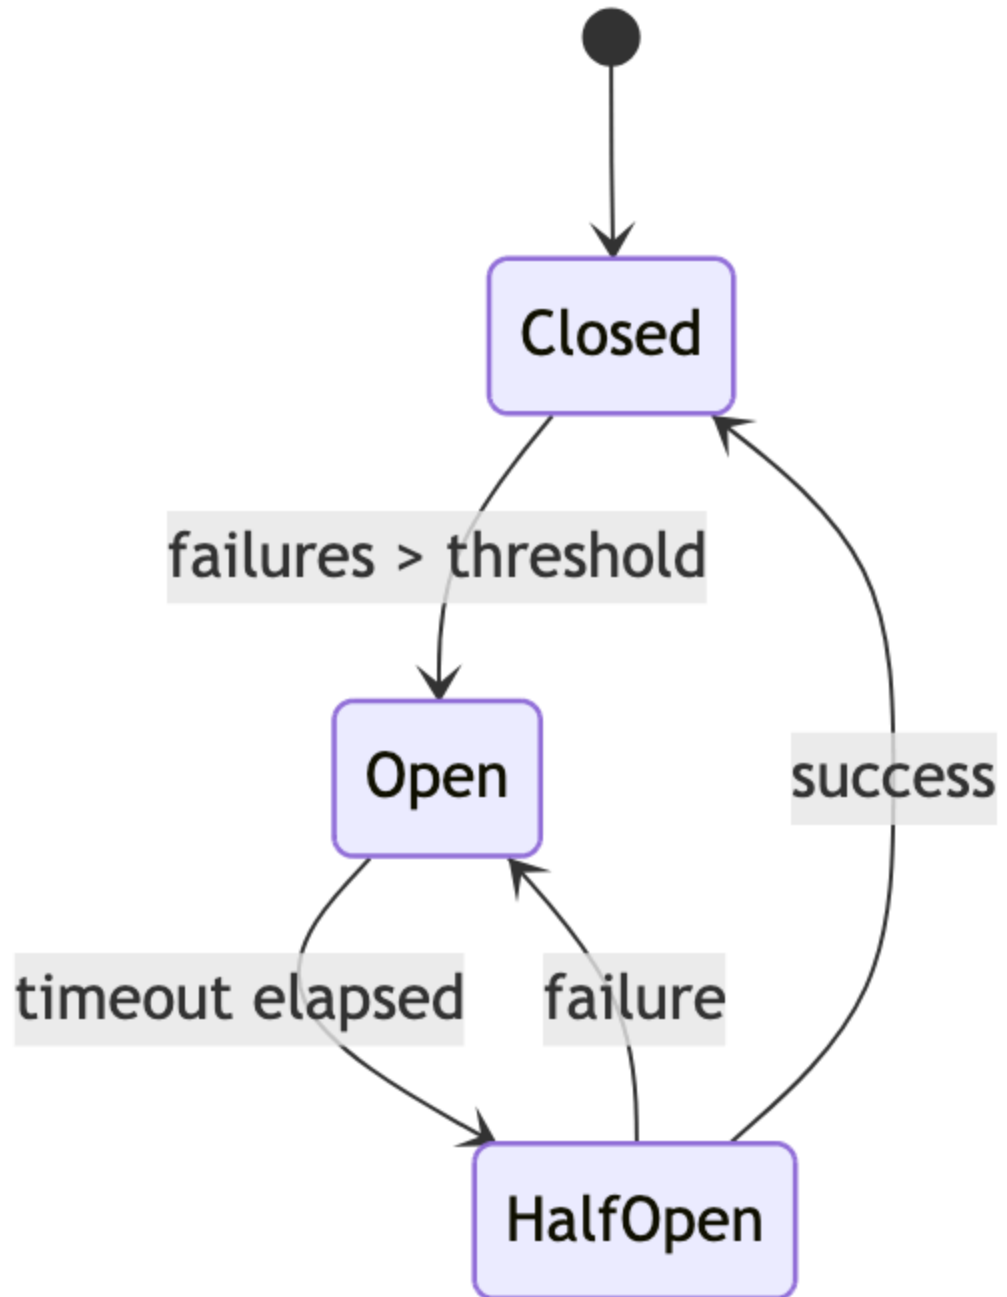 Closed
failures > threshold
Open
success
timeout elapsed
failure
HalfOpen